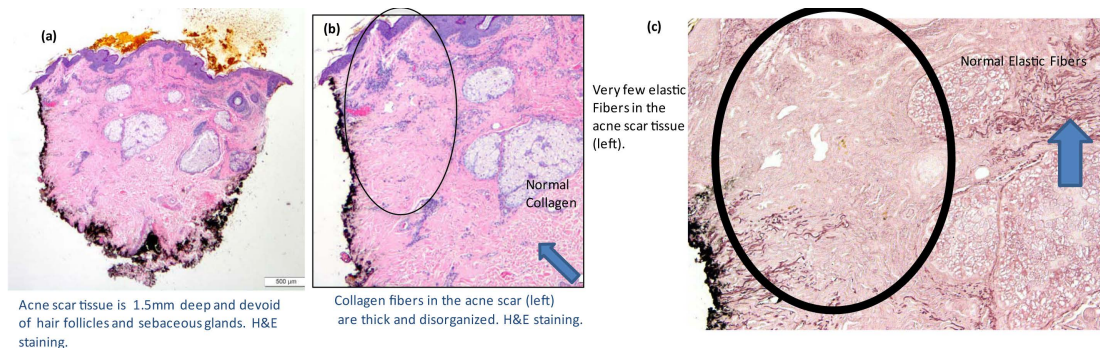 (a)
500 µm
Acne scar tissue is 1.5mm deep and devoid
of hair follicles and sebaceous glands. H&E
staining.
(b)
Normal
Collagen
Collagen fibers in the acne scar (left)
are thick and disorganized. H&E staining.
Very few elastic
Fibers in the
acne scar tissue
(left).
(c)
Normal Elastic Fibers